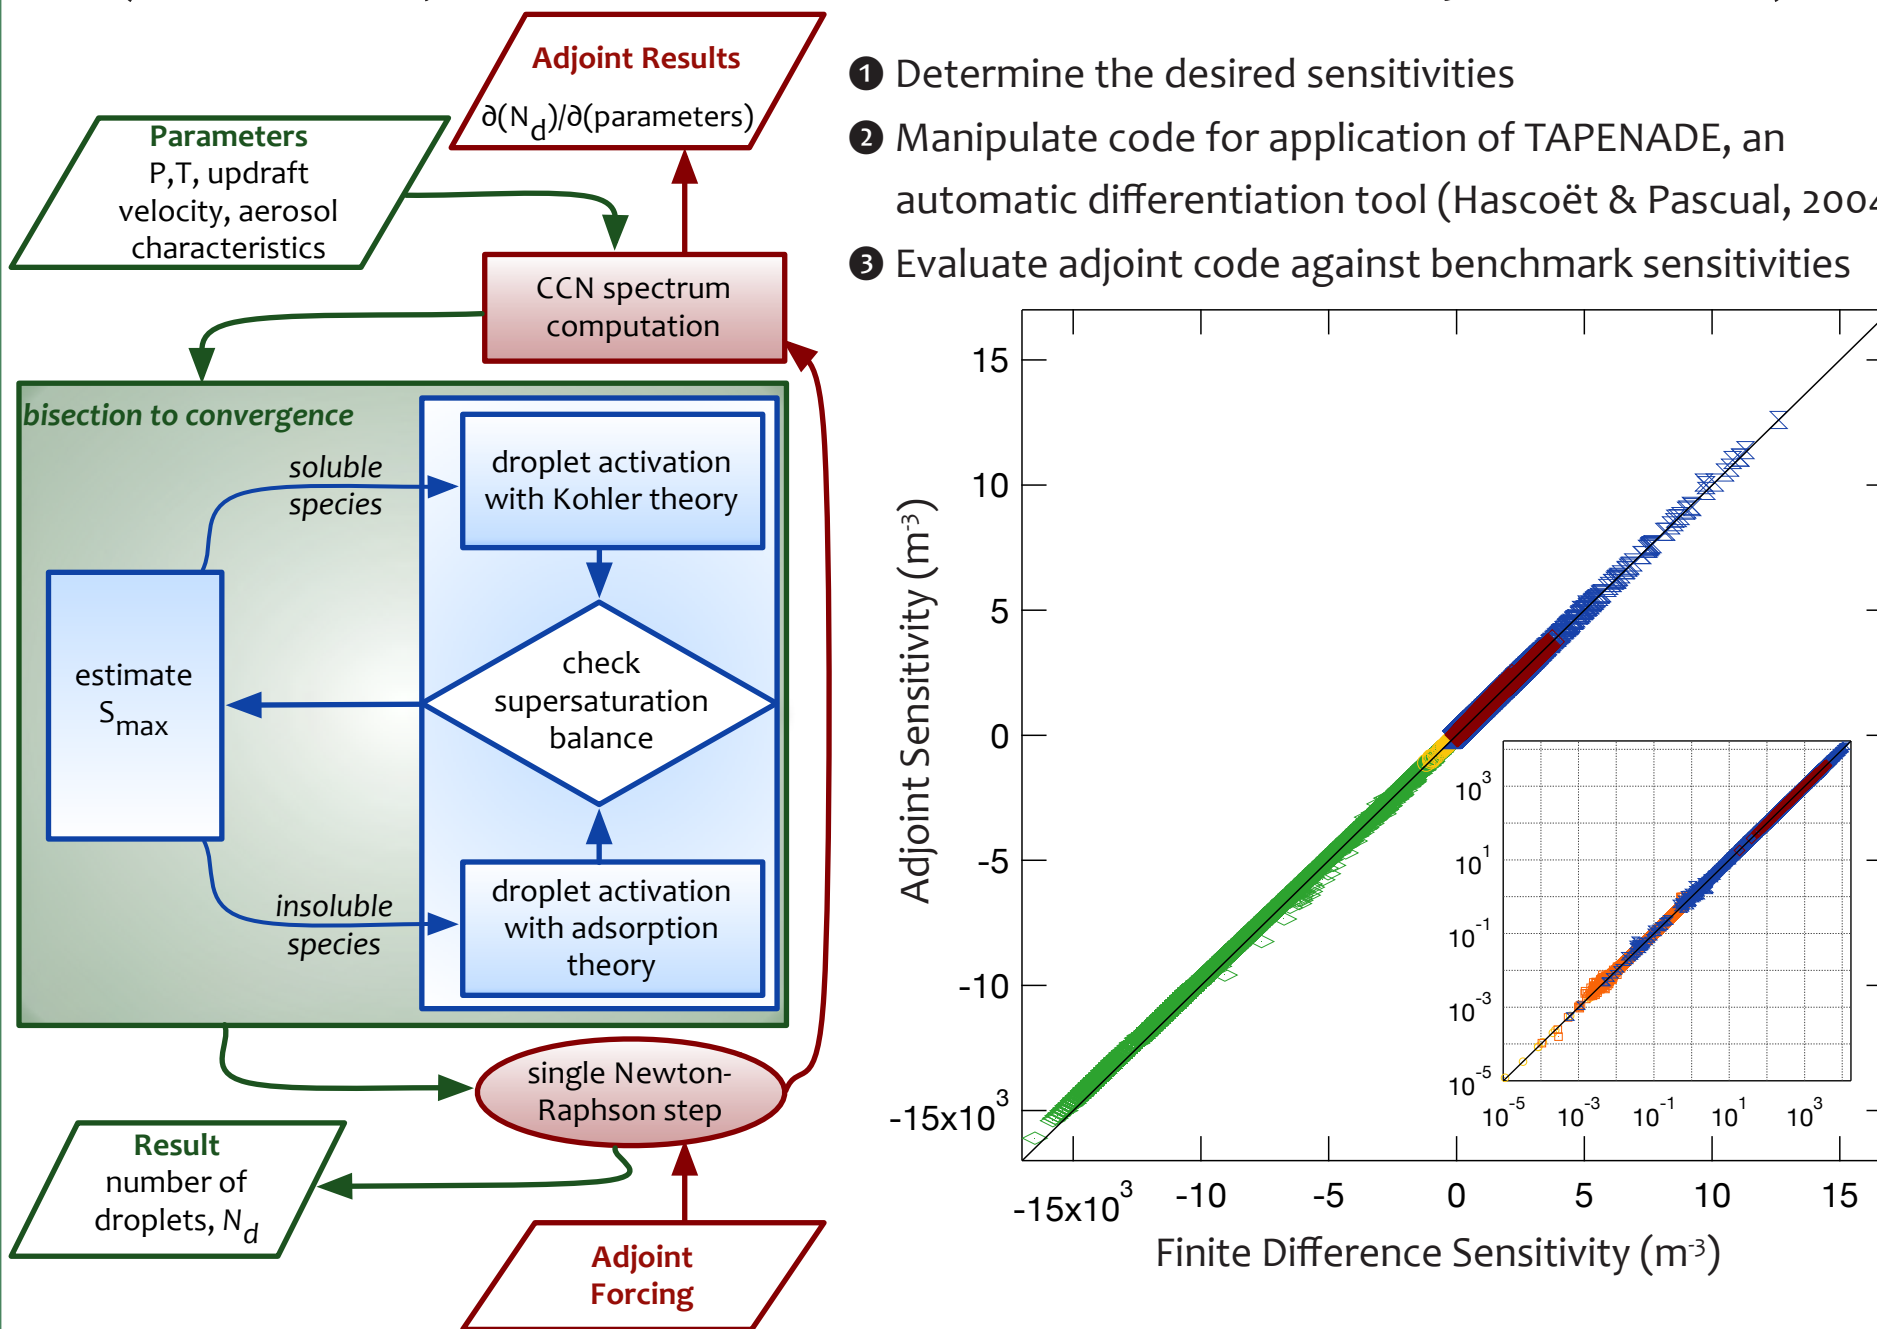 Adjoint Results
∂(N_d)/∂(parameters)
Parameters
P,T, updraft
velocity, aerosol
characteristics
CCN spectrum
computation
bisection to convergence
soluble
species
droplet activation
with Kohler theory
estimate
S_max
check
supersaturation
balance
insoluble
species
droplet activation
with adsorption
theory
single Newton-
Raphson step
Result
number of
droplets, N_d
Adjoint
Forcing
❶ Determine the desired sensitivities
❷ Manipulate code for application of TAPENADE, an
automatic differentiation tool (Hascoët & Pascual, 2004
❸ Evaluate adjoint code against benchmark sensitivities
Adjoint Sensitivity (m⁻³)
15
10
5
0
-5
-10
-15x10³
-15x10³ -10 -5 0 5 10 15
Finite Difference Sensitivity (m⁻³)
10³
10¹
10⁻¹
10⁻³
10⁻⁵
10⁻⁵ 10⁻³ 10⁻¹ 10¹ 10³